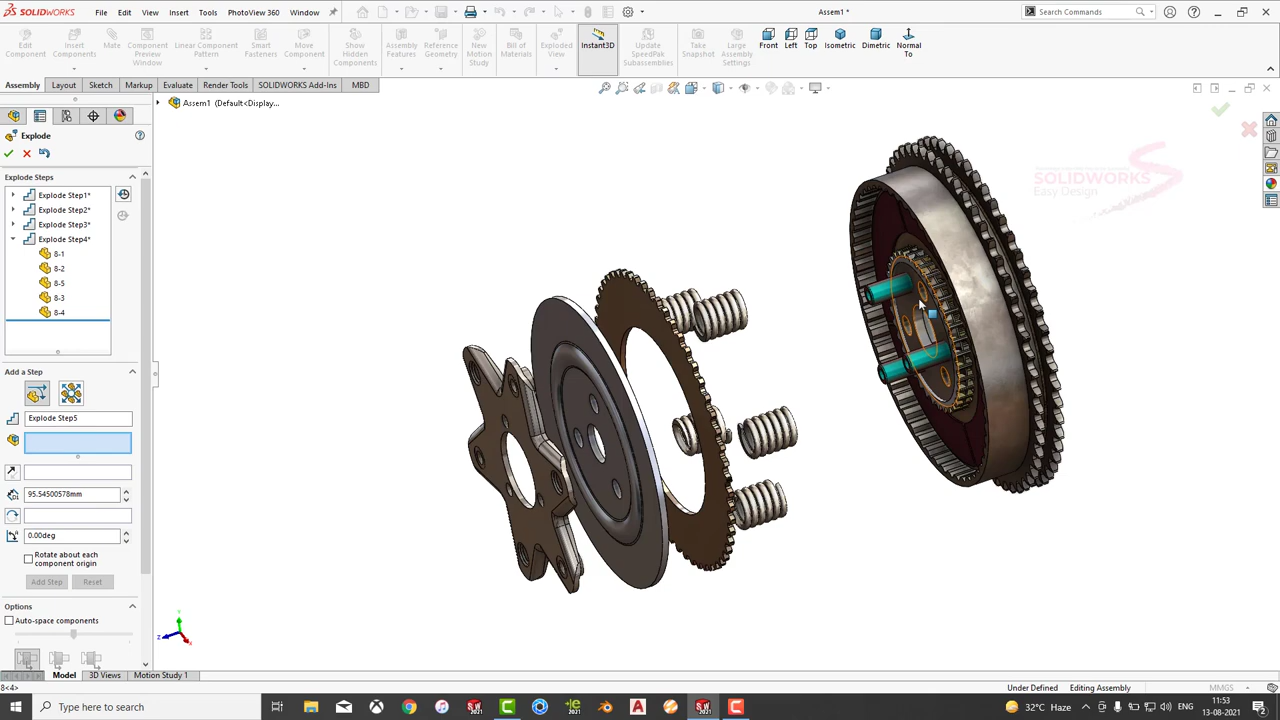 SOLIDWORKS
File
Edit
View
Insert
Tools
PhotoView 360
Window
Assem1 *
Search Commands
Edit
Component
Insert
Components
Mate
Component
Preview
Window
Linear Component
Pattern
Smart
Fasteners
Move
Component
Show
Hidden
Components
Assembly
Features
Reference
Geometry
New
Motion
Study
Bill of
Materials
Exploded
View
Instant3D
Update
SpeedPak
Subassemblies
Take
Snapshot
Large
Assembly
Settings
Front
Left
Top
Isometric
Dimetric
Normal
To
Assembly
Layout
Sketch
Markup
Evaluate
Render Tools
SOLIDWORKS Add-Ins
MBD
Assem1 (Default<Display...
Explode
Explode Steps
Explode Step1*
Explode Step2*
Explode Step3*
Explode Step4*
8-1
8-2
8-5
8-3
8-4
Add a Step
Explode Step5
95.54500578mm
0.00deg
Rotate about each
component origin
Add Step
Reset
Options
Auto-space components
SOLIDWORKS
Easy Design
Y
Z
X
Model
3D Views
Motion Study 1
8<4>
Under Defined
Editing Assembly
MMGS
Type here to search
2021
2021
2021
32°C Haze
ENG
11:53
13-08-2021